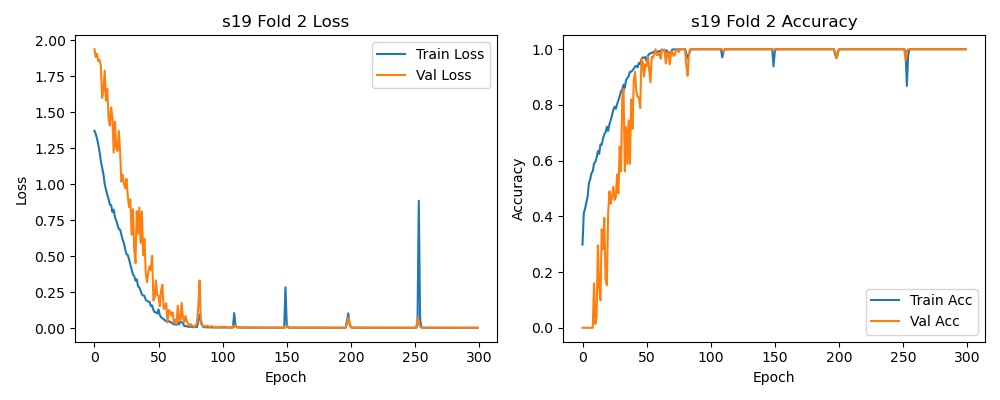 s19 Fold 2 Loss
Loss
2.00
1.75
1.50
1.25
1.00
0.75
0.50
0.25
0.00
Train Loss
Val Loss
0 50 100 150 200 250 300
Epoch
s19 Fold 2 Accuracy
Accuracy
1.0
0.8
0.6
0.4
0.2
0.0
Train Acc
Val Acc
0 50 100 150 200 250 300
Epoch